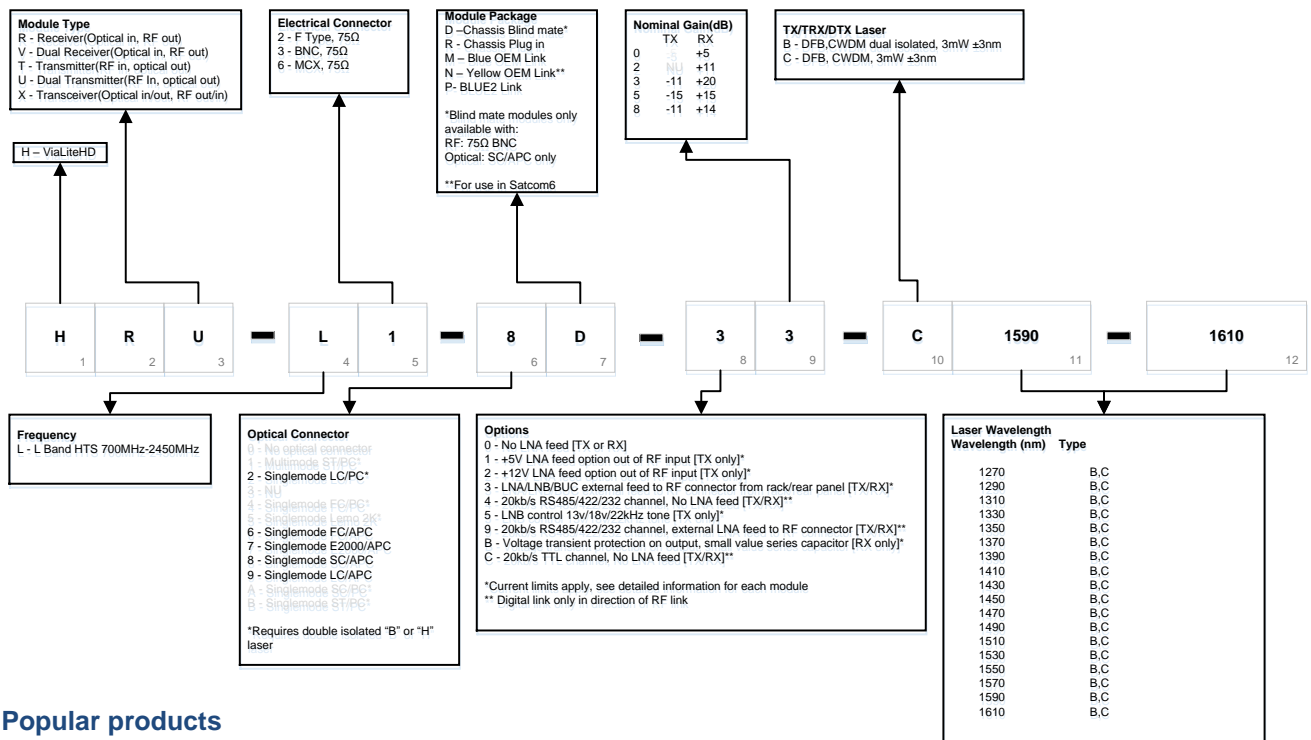 Module Type
R - Receiver(Optical in, RF out)
V - Dual Receiver(Optical in, RF out)
T - Transmitter(RF in, optical out)
U - Dual Transmitter(RF In, optical out)
X - Transceiver(Optical in/out, RF out/in)
Electrical Connector
2 - F Type, 75Ω
3 - BNC, 75Ω
6 - MCX, 75Ω
Module Package
D –Chassis Blind mate*
R - Chassis Plug in
M – Blue OEM Link
N – Yellow OEM Link**
P- BLUE2 Link
*Blind mate modules only
available with:
RF: 75Ω BNC
Optical: SC/APC only
**For use in Satcom6
Nominal Gain(dB)
TX RX
0 -5 +5
2 NU +11
3 -11 +20
5 -15 +15
8 -11 +14
TX/TRX/DTX Laser
B - DFB,CWDM dual isolated, 3mW ±3nm
C - DFB, CWDM, 3mW ±3nm
H – ViaLiteHD
H R U – L 1 – 8 D – 3 3 – C 1590 – 1610
1 2 3 4 5 6 7 8 9 10 11 12
Frequency
L - L Band HTS 700MHz-2450MHz
Optical Connector
0 - No optical connector
1 - Multimode ST/PC*
2 - Singlemode LC/PC*
3 - NU
4 - Singlemode FC/PC*
5 - Singlemode Lemo 2K*
6 - Singlemode FC/APC
7 - Singlemode E2000/APC
8 - Singlemode SC/APC
9 - Singlemode LC/APC
A - Singlemode SC/PC*
B - Singlemode ST/PC*
*Requires double isolated “B” or “H”
laser
Options
0 - No LNA feed [TX or RX]
1 - +5V LNA feed option out of RF input [TX only]*
2 - +12V LNA feed option out of RF input [TX only]*
3 - LNA/LNB/BUC external feed to RF connector from rack/rear panel [TX/RX]*
4 - 20kb/s RS485/422/232 channel, No LNA feed [TX/RX]**
5 - LNB control 13v/18v/22kHz tone [TX only]*
9 - 20kb/s RS485/422/232 channel, external LNA feed to RF connector [TX/RX]**
B - Voltage transient protection on output, small value series capacitor [RX only]*
C - 20kb/s TTL channel, No LNA feed [TX/RX]**
*Current limits apply, see detailed information for each module
** Digital link only in direction of RF link
Laser Wavelength
Wavelength (nm) Type
1270 B,C
1290 B,C
1310 B,C
1330 B,C
1350 B,C
1370 B,C
1390 B,C
1410 B,C
1430 B,C
1450 B,C
1470 B,C
1490 B,C
1510 B,C
1530 B,C
1550 B,C
1570 B,C
1590 B,C
1610 B,C
Popular products